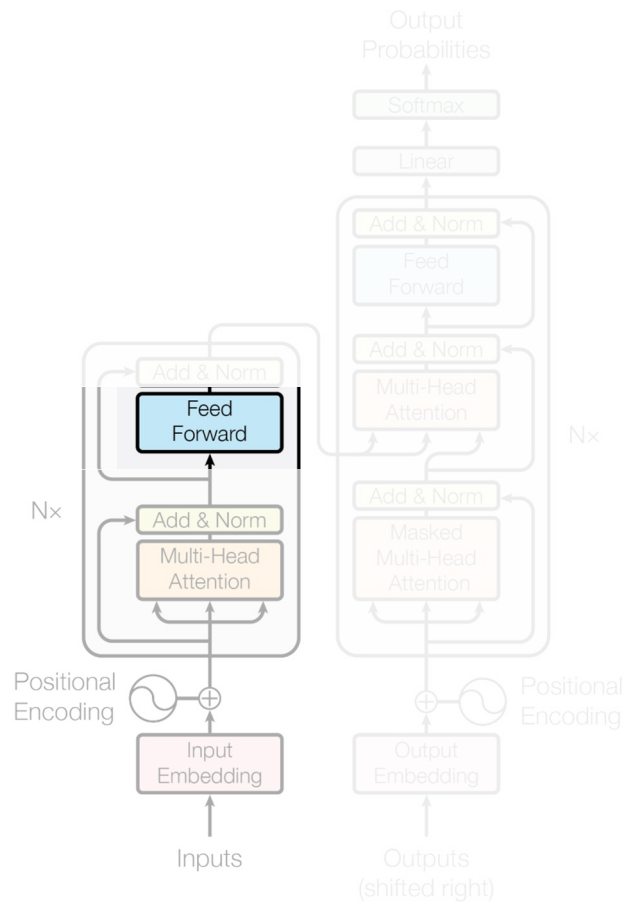 Output
Probabilities
Softmax
Linear
Add & Norm
Feed
Forward
Add & Norm
Multi-Head
Attention
Nx
Add & Norm
Masked
Multi-Head
Attention
Positional
Encoding
Output
Embedding
Outputs
(shifted right)
Add & Norm
Feed
Forward
Nx
Add & Norm
Multi-Head
Attention
Positional
Encoding
Input
Embedding
Inputs